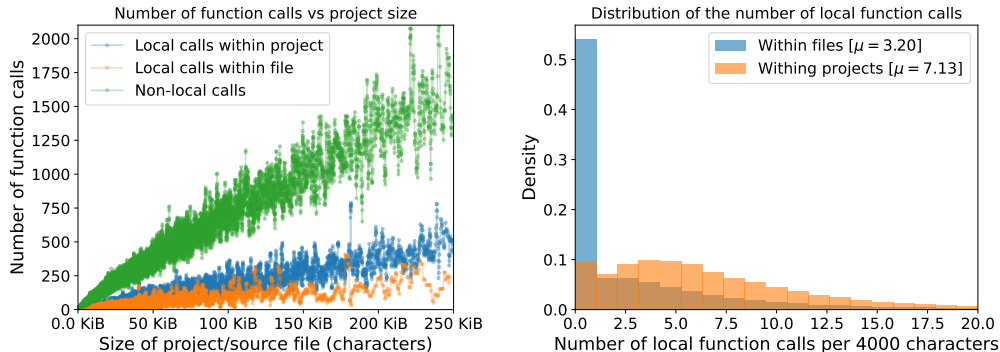 Number of function calls vs project size
Number of function calls
2000
1750
1500
1250
1000
750
500
250
0
Local calls within project
Local calls within file
Non-local calls
0.0 KiB 50 KiB 100 KiB 150 KiB 200 KiB 250 KiB
Size of project/source file (characters)
Distribution of the number of local function calls
Density
0.5
0.4
0.3
0.2
0.1
0.0
Within files [μ = 3.20]
Withing projects [μ = 7.13]
0.0 2.5 5.0 7.5 10.0 12.5 15.0 17.5 20.0
Number of local function calls per 4000 characters